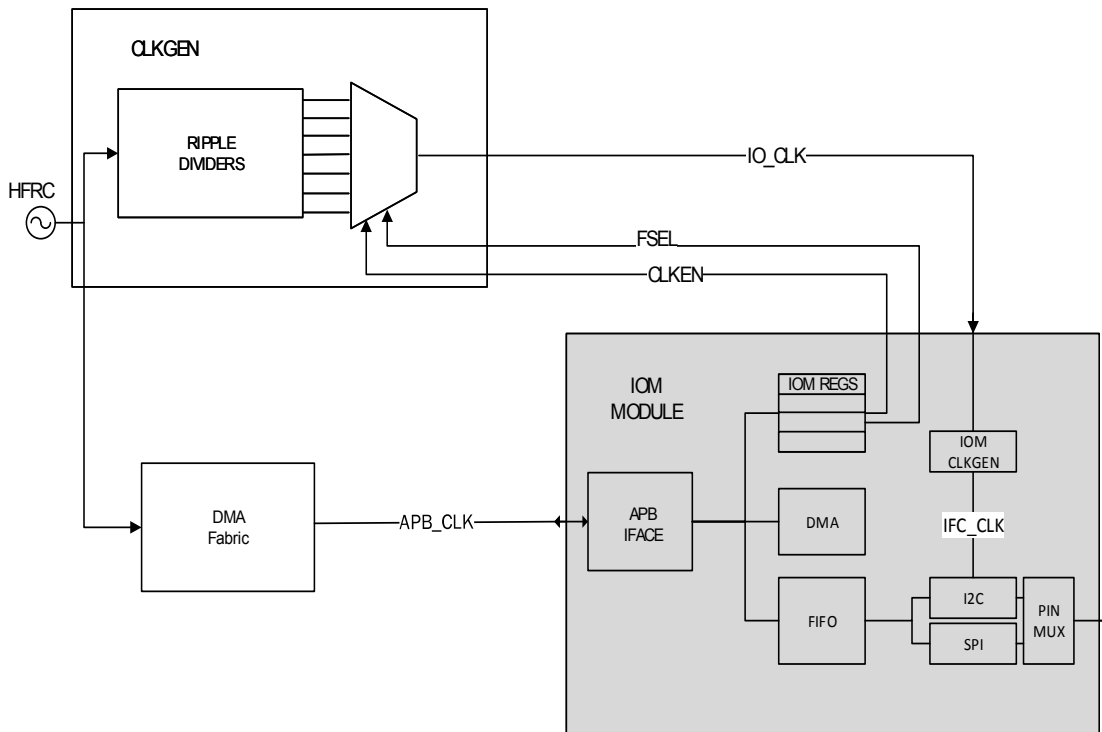 CLKGEN
RIPPLE
DIVIDERS
HFRC
IO_CLK
FSEL
CLKEN
IOM
MODULE
IOM REGS
IOM
CLKGEN
DMA
Fabric
APB_CLK
APB
IFACE
DMA
IFC_CLK
FIFO
I2C
SPI
PIN
MUX